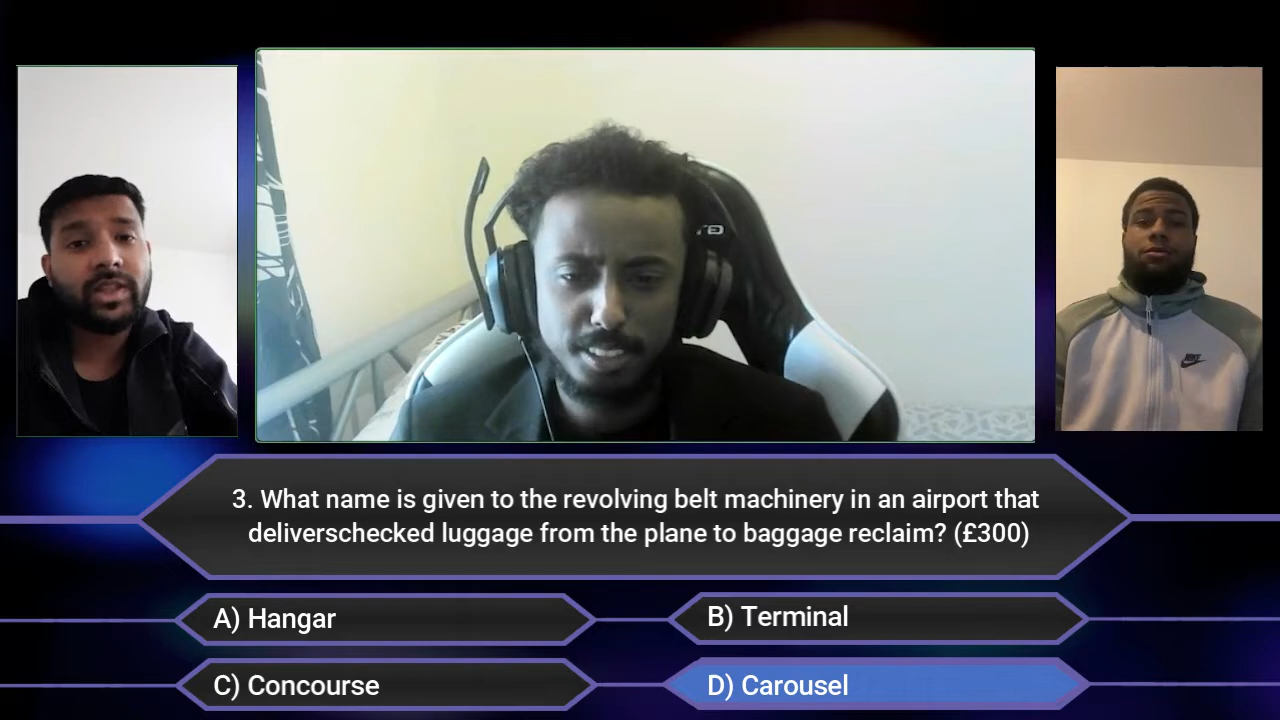 NIKE
3. What name is given to the revolving belt machinery in an airport that
deliverschecked luggage from the plane to baggage reclaim? (£300)
A) Hangar
B) Terminal
C) Concourse
D) Carousel